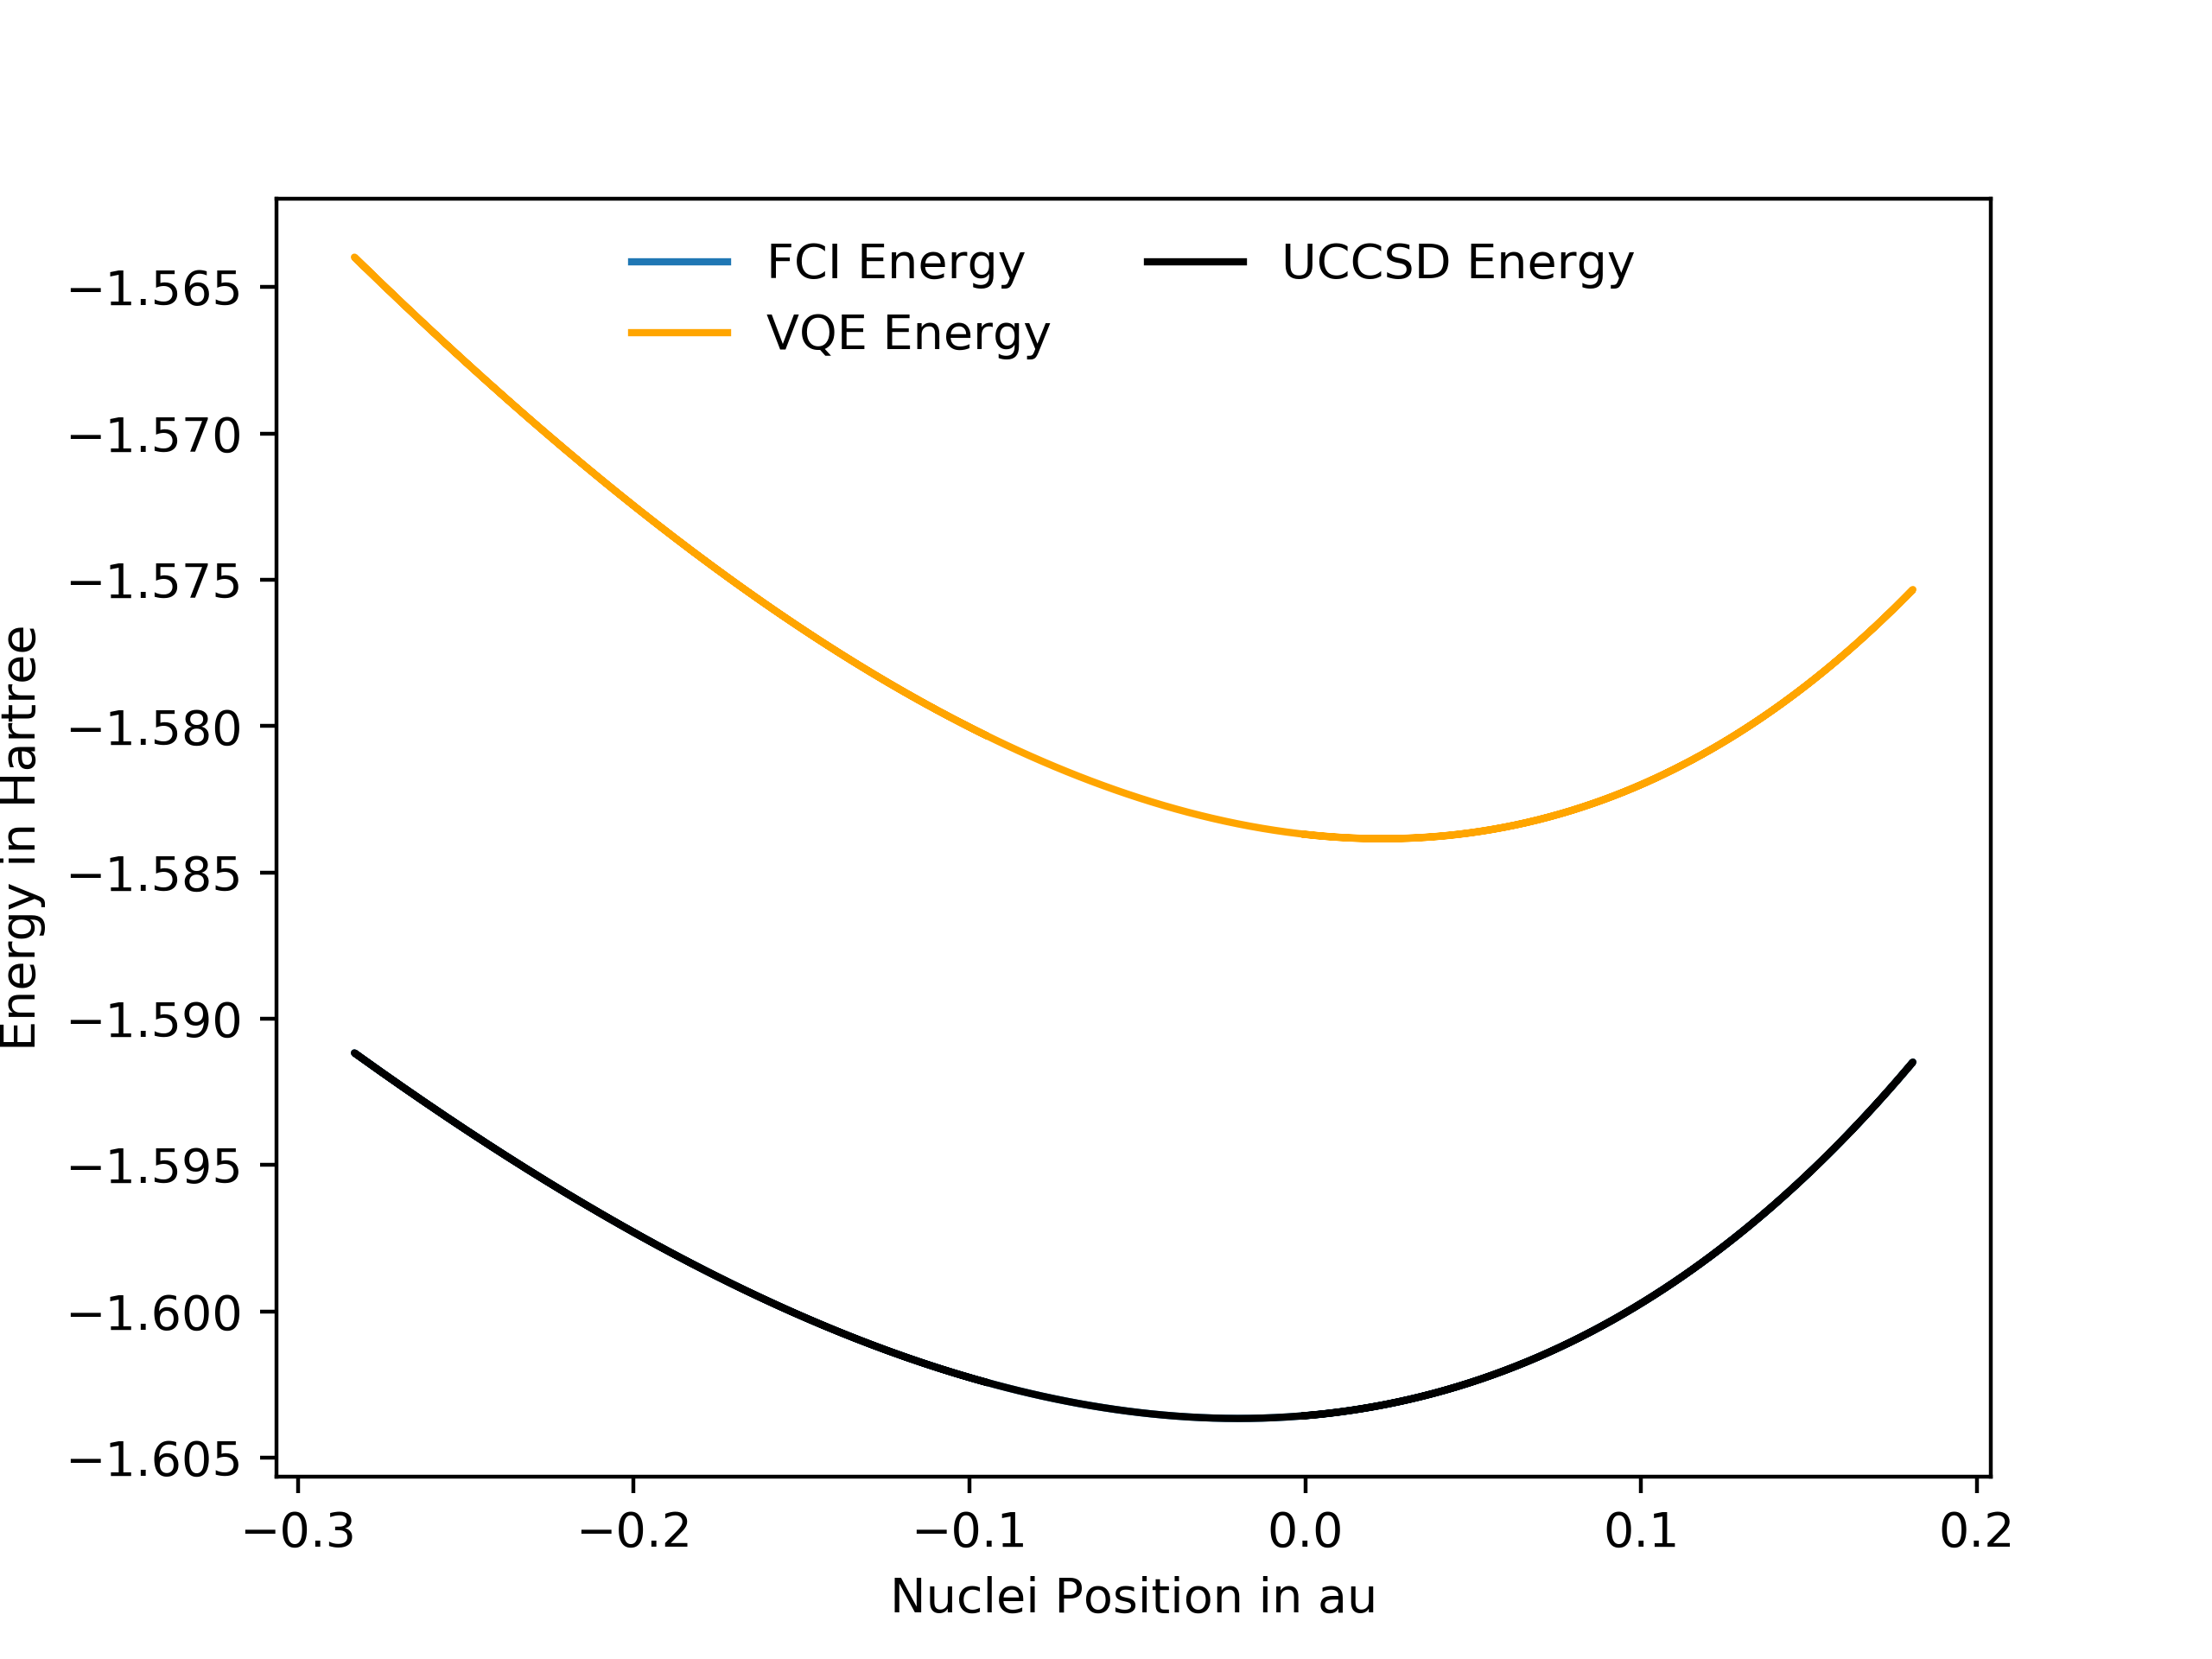 FCI Energy
VQE Energy
UCCSD Energy
−1.565
−1.570
−1.575
−1.580
−1.585
−1.590
−1.595
−1.600
−1.605
Energy in Hartree
−0.3 −0.2 −0.1 0.0 0.1 0.2
Nuclei Position in au